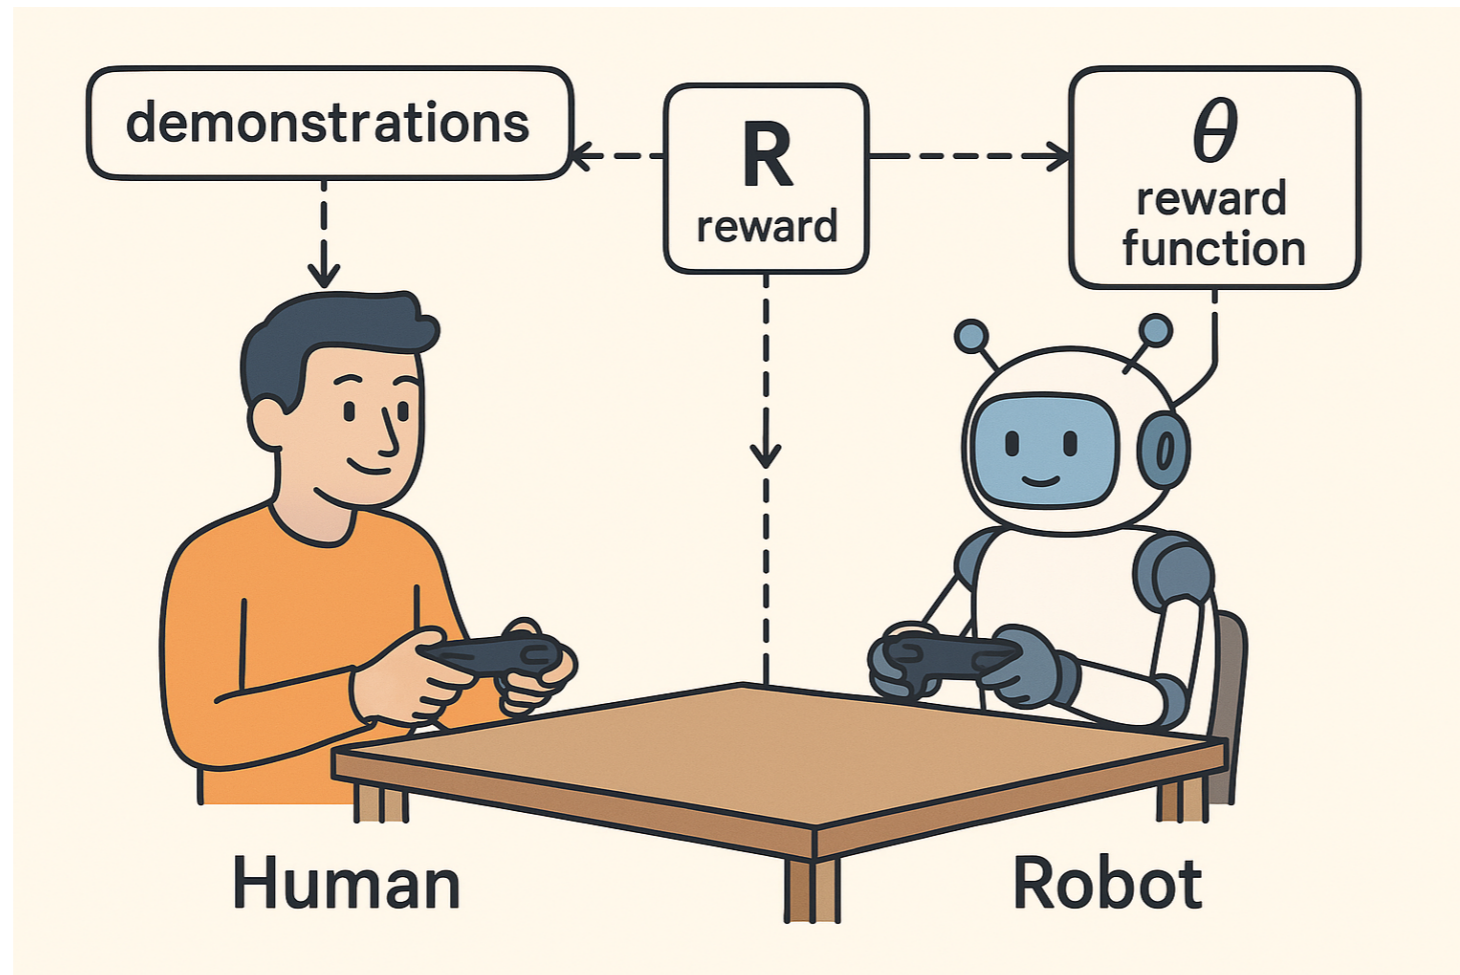 demonstrations
R
reward
θ
reward
function
Human
Robot